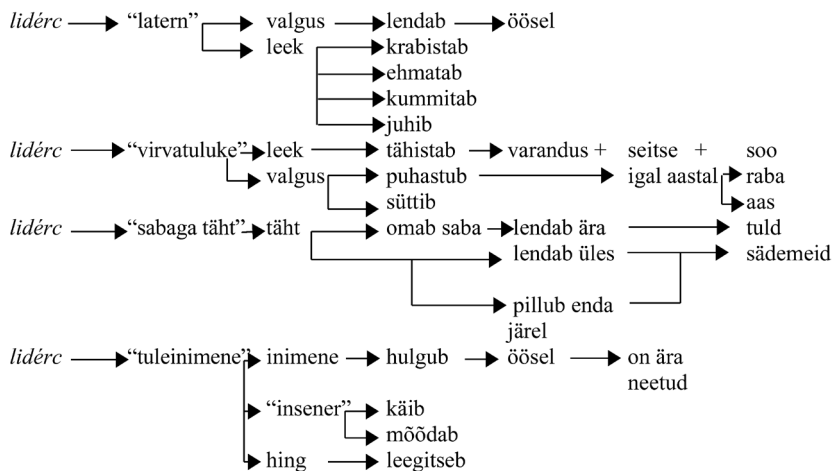 lidérc “latern” valgus lendab öösel
leek krabistab
ehmatab
kummitab
juhib
lidérc “virvatuluke” leek tähistab varandus + seitse + soo
valgus puhastub igal aastal raba
süttib aas
lidérc “sabaga täht” täht omab saba lendab ära tuld
lendab üles sädemeid
pillub enda
järel
lidérc “tuleinimene” inimene hulgub öösel on ära
neetud
“insener” käib
mõõdab
hing leegitseb